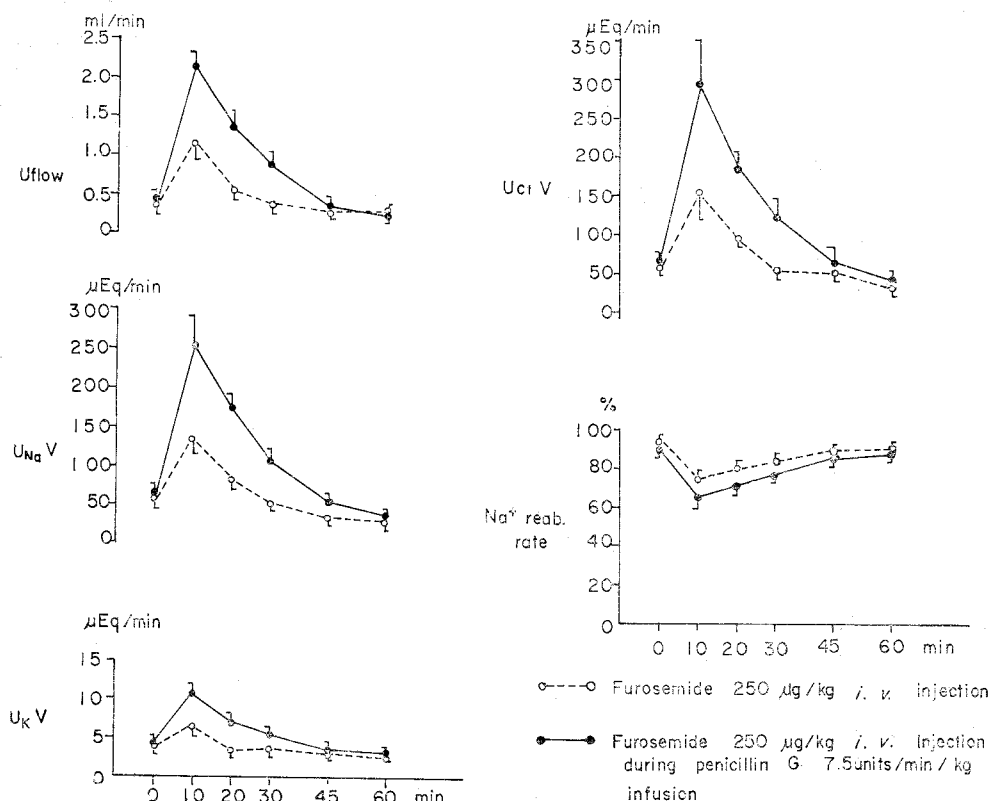 ml/min
2.5
2.0
1.5
1.0
0.5
0
Uflow
μEq/min
300
250
200
150
100
50
0
UNa V
μEq/min
15
10
5
0
UK V
0 10 20 30 45 60 min
μEq/min
350
300
250
200
150
100
50
0
UCl V
%
100
80
60
40
20
0
Na+ reab.
rate
0 10 20 30 45 60 min
Furosemide 250 μg/kg i. v. injection
Furosemide 250 μg/kg i. v. injection
during penicillin G 7.5units/min/kg
infusion